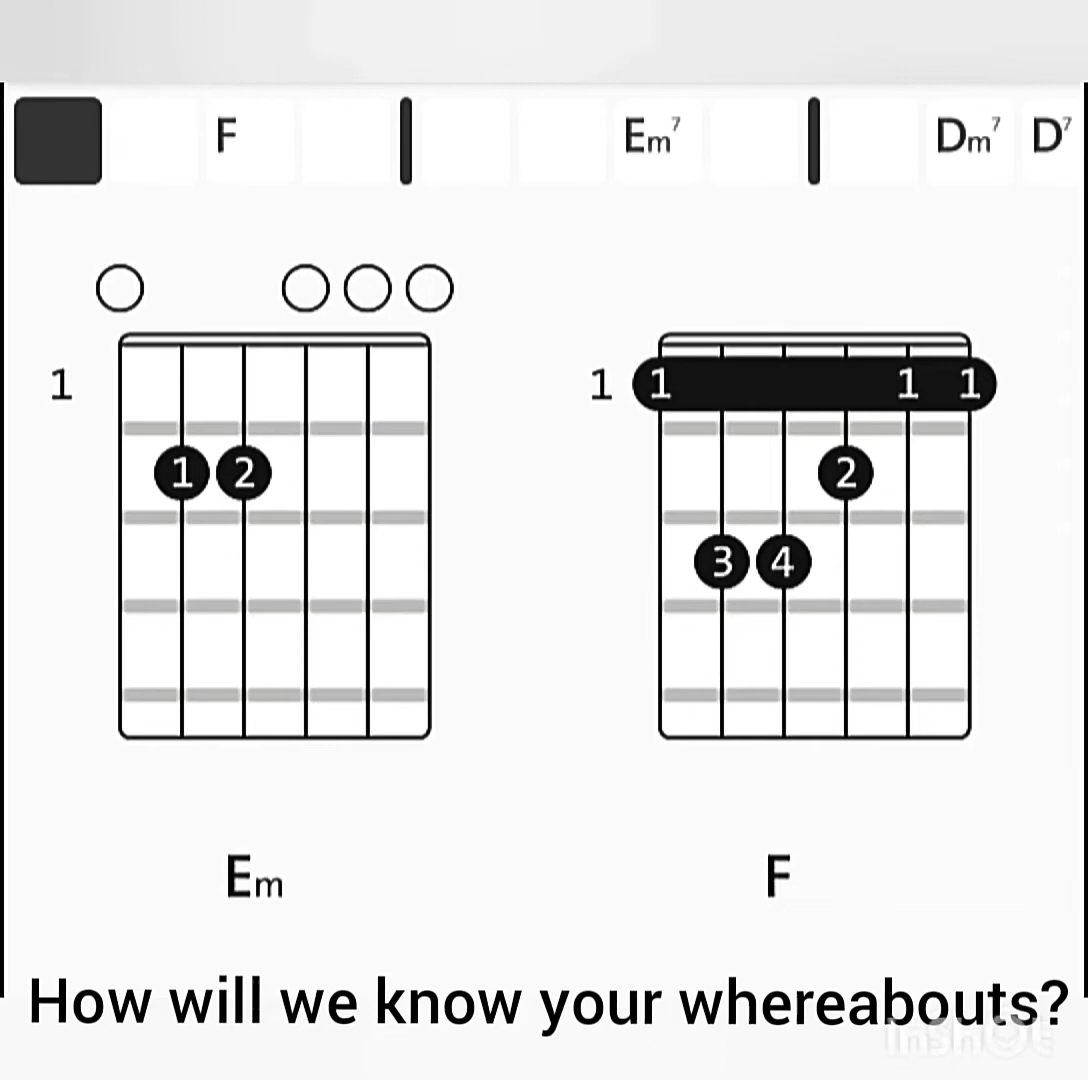 F Em7 Dm7 D7
1 1 1 1 1
1 2 2
3 4
Em F
How will we know your whereabouts?
InShOt